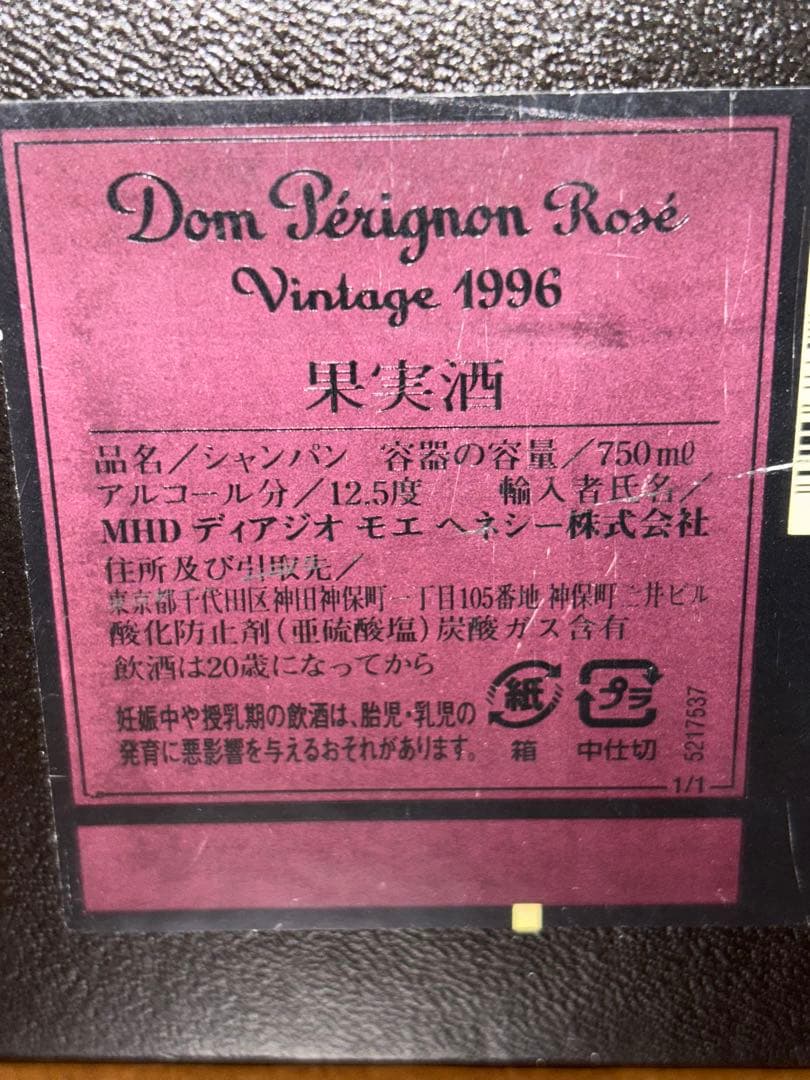 Dom Pérignon Rosé
Vintage 1996
果実酒
品名／シャンパン 容器の容量／750mℓ
アルコール分／12.5度 輸入者氏名／
MHD ディアジオ モエ ヘネシー株式会社
住所及び引取先／
東京都千代田区神田神保町一丁目105番地 神保町三井ビル
酸化防止剤(亜硫酸塩)炭酸ガス含有
飲酒は20歳になってから
妊娠中や授乳期の飲酒は、胎児・乳児の
発育に悪影響を与えるおそれがあります。
紙
箱
プラ
中仕切
5217537
1/1